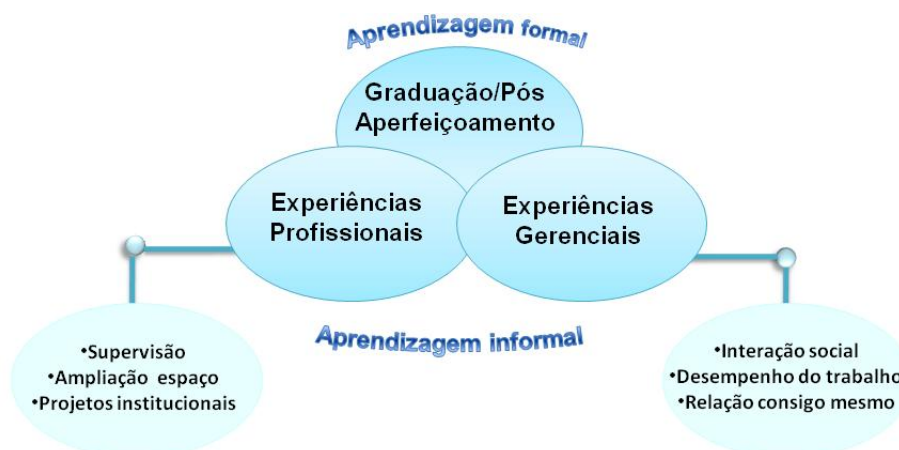 Aprendizagem formal
Graduação/Pós
Aperfeiçoamento
Experiências
Profissionais
Experiências
Gerenciais
Aprendizagem informal
•Supervisão
•Ampliação espaço
•Projetos institucionais
•Interação social
•Desempenho do trabalho
•Relação consigo mesmo